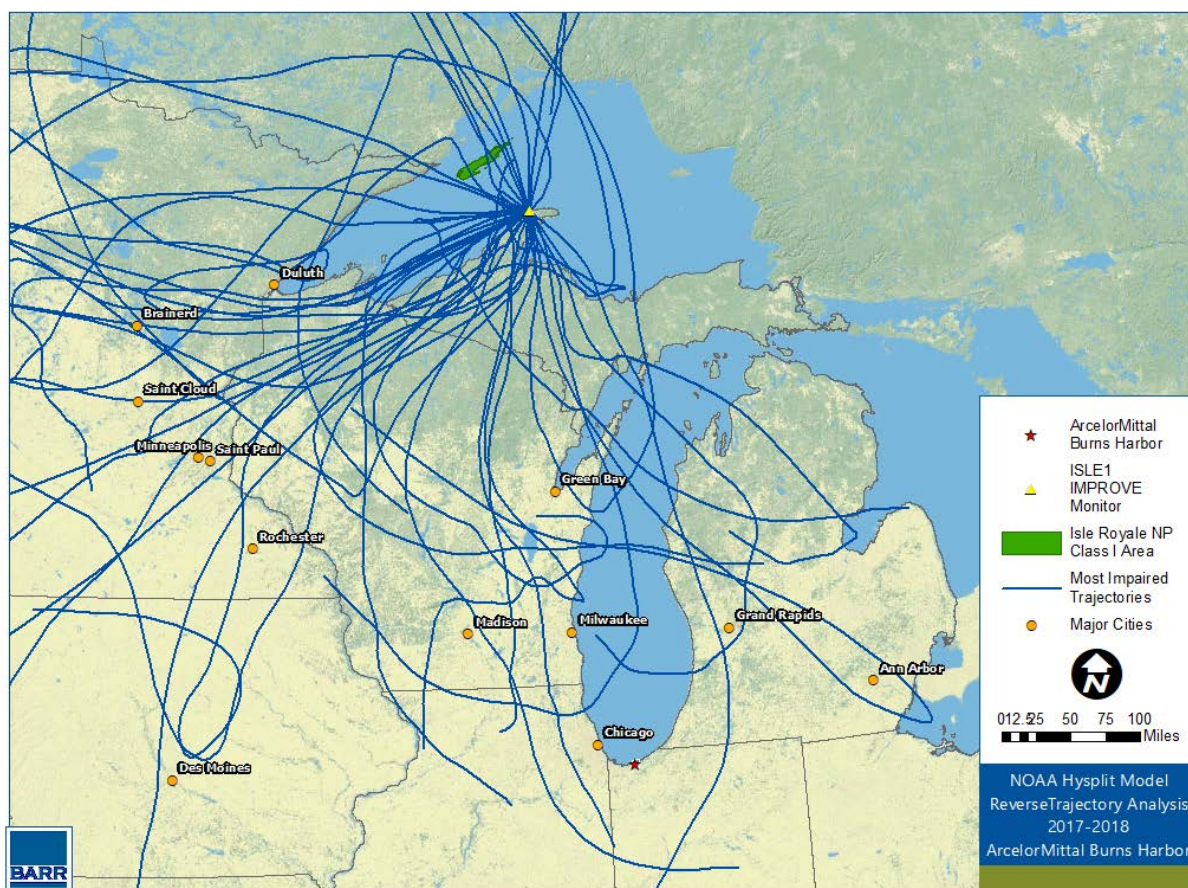 Duluth
Brainerd
Saint Cloud
Minneapolis
Saint Paul
Green Bay
Rochester
Madison
Milwaukee
Grand Rapids
Ann Arbor
Chicago
Des Moines
ArcelorMittal
Burns Harbor
ISLE1
IMPROVE
Monitor
Isle Royale NP
Class I Area
Most Impaired
Trajectories
Major Cities
N
012.525 50 75 100
Miles
NOAA Hysplit Model
ReverseTrajectory Analysis
2017-2018
ArcelorMittal Burns Harbor
BARR